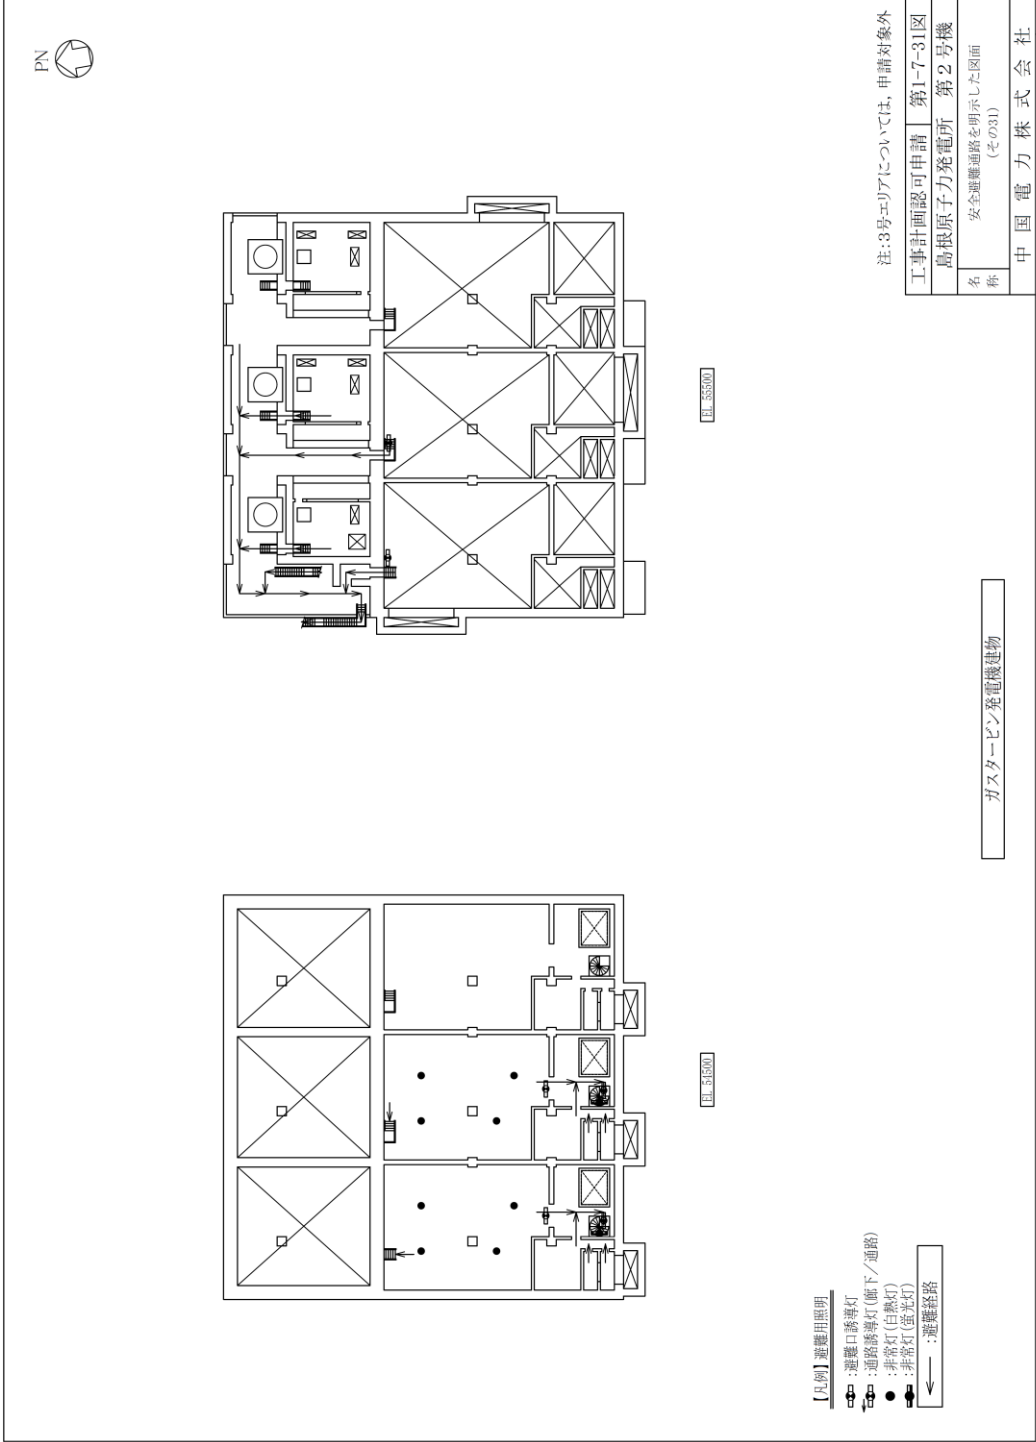 PN
EL 54500
EL 55500
ガスタービン発電機建物
【凡例】避難用照明
:避難口誘導灯
:通路誘導灯(廊下／通路)
:非常灯(白熱灯)
:非常灯(蛍光灯)
:避難経路
注:3号エリアについては, 申請対象外
工事計画認可申請 第1-7-31図
島根原子力発電所 第2号機
名称 安全避難通路を明示した図面
(その31)
中国電力株式会社